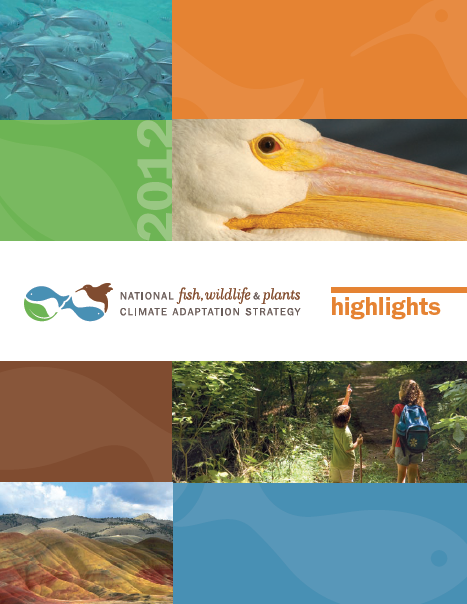 2012
NATIONAL fish, wildlife & plants
CLIMATE ADAPTATION STRATEGY
highlights